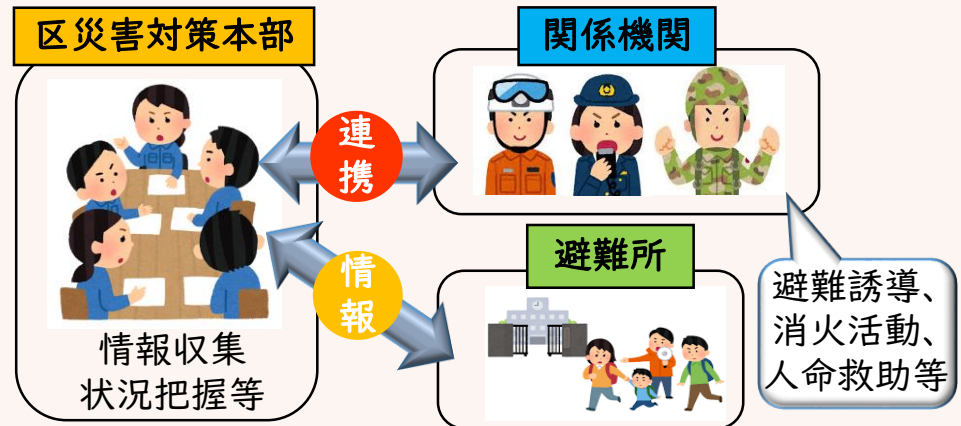 区災害対策本部
情報収集
状況把握等
連携
情報
関係機関
避難誘導、
消火活動、
人命救助等
避難所